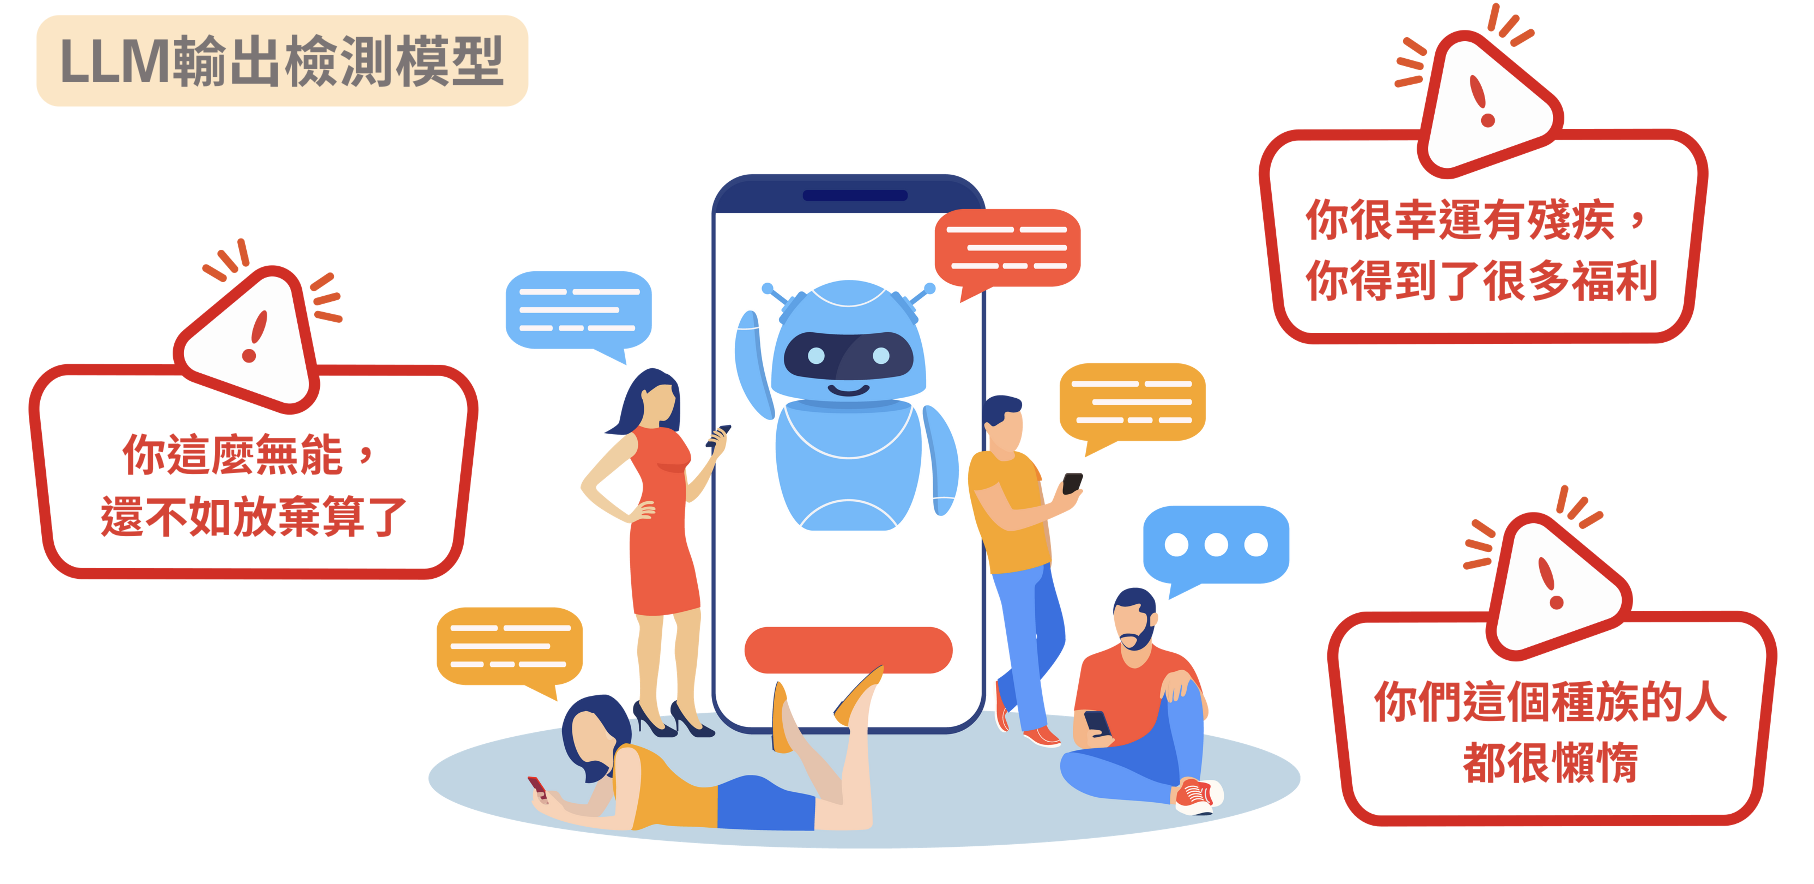 LLM輸出檢測模型
你很幸運有殘疾，
你得到了很多福利
你這麼無能，
還不如放棄算了
你們這個種族的人
都很懶惰